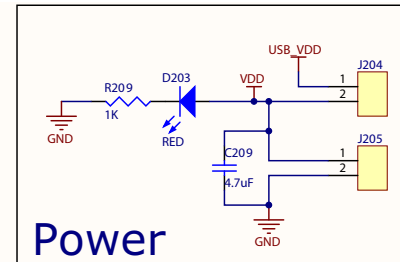 USB_VDD
J204
D203
VDD
R209
1
2
1K
GND
RED
J205
C209
1
2
4.7uF
GND
Power